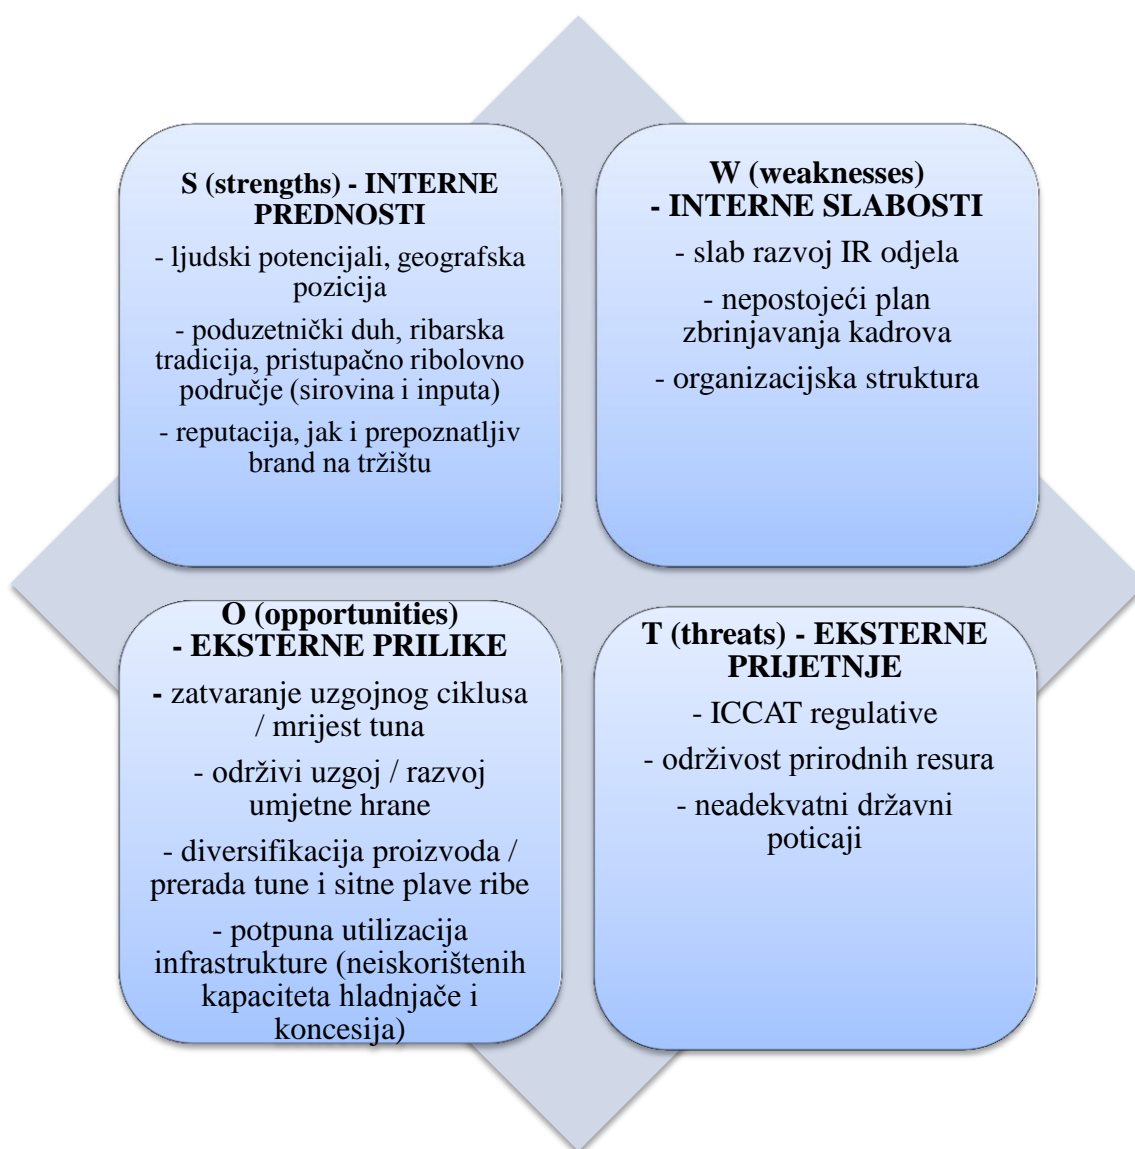 S (strengths) - INTERNE
PREDNOSTI
- ljudski potencijali, geografska
pozicija
- poduzetnički duh, ribarska
tradicija, pristupačno ribolovno
područje (sirovina i inputa)
- reputacija, jak i prepoznatljiv
brand na tržištu
W (weaknesses)
- INTERNE SLABOSTI
- slab razvoj IR odjela
- nepostojeći plan
zbrinjavanja kadrova
- organizacijska struktura
O (opportunities)
- EKSTERNE PRILIKE
- zatvaranje uzgojnog ciklusa
/ mrijest tuna
- održivi uzgoj / razvoj
umjetne hrane
- diversifikacija proizvoda /
prerada tune i sitne plave ribe
- potpuna utilizacija
infrastrukture (neiskorištenih
kapaciteta hladnjače i
koncesija)
T (threats) - EKSTERNE
PRIJETNJE
- ICCAT regulative
- održivost prirodnih resura
- neadekvatni državni
poticaji